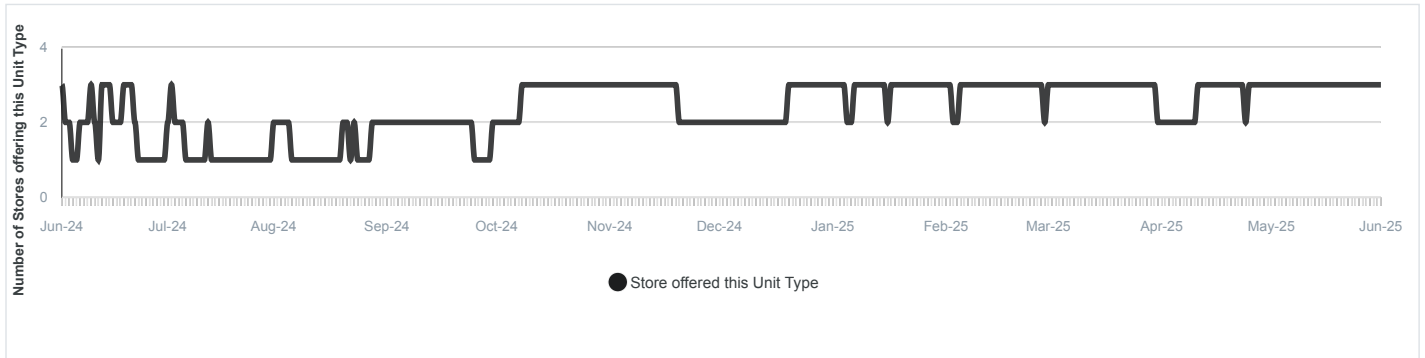 Number of Stores offering this Unit Type
4
2
0
Jun-24 Jul-24 Aug-24 Sep-24 Oct-24 Nov-24 Dec-24 Jan-25 Feb-25 Mar-25 Apr-25 May-25 Jun-25
Store offered this Unit Type